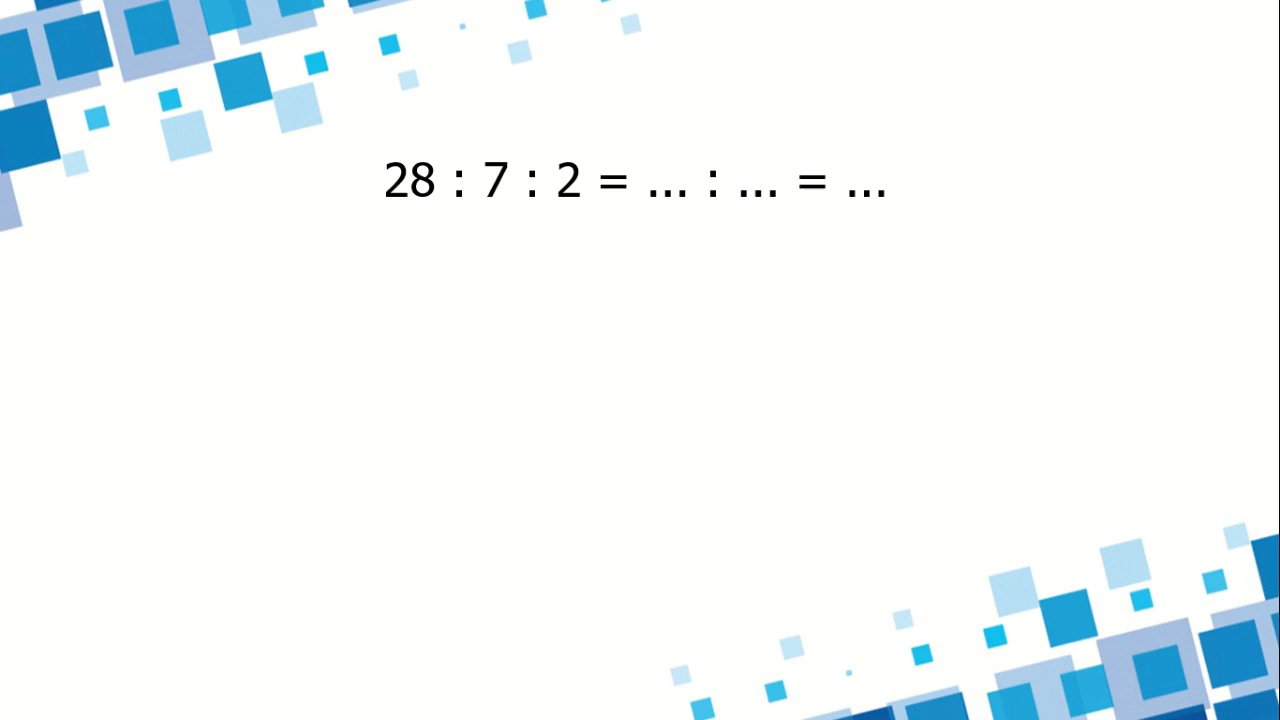 28 : 7 : 2 = ... : ... = ...